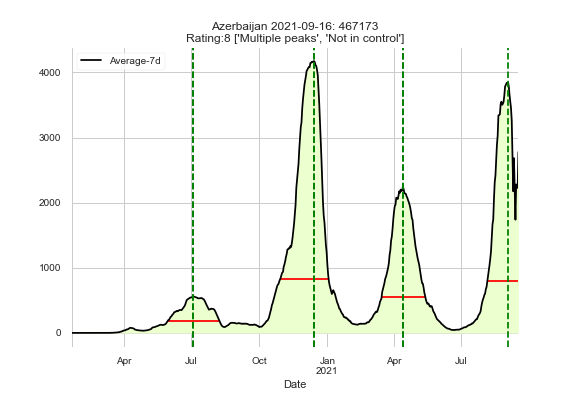 Azerbaijan 2021-09-16: 467173
Rating:8 ['Multiple peaks', 'Not in control']
Average-7d
4000
3000
2000
1000
0
Apr Jul Oct Jan Apr Jul
2021
Date